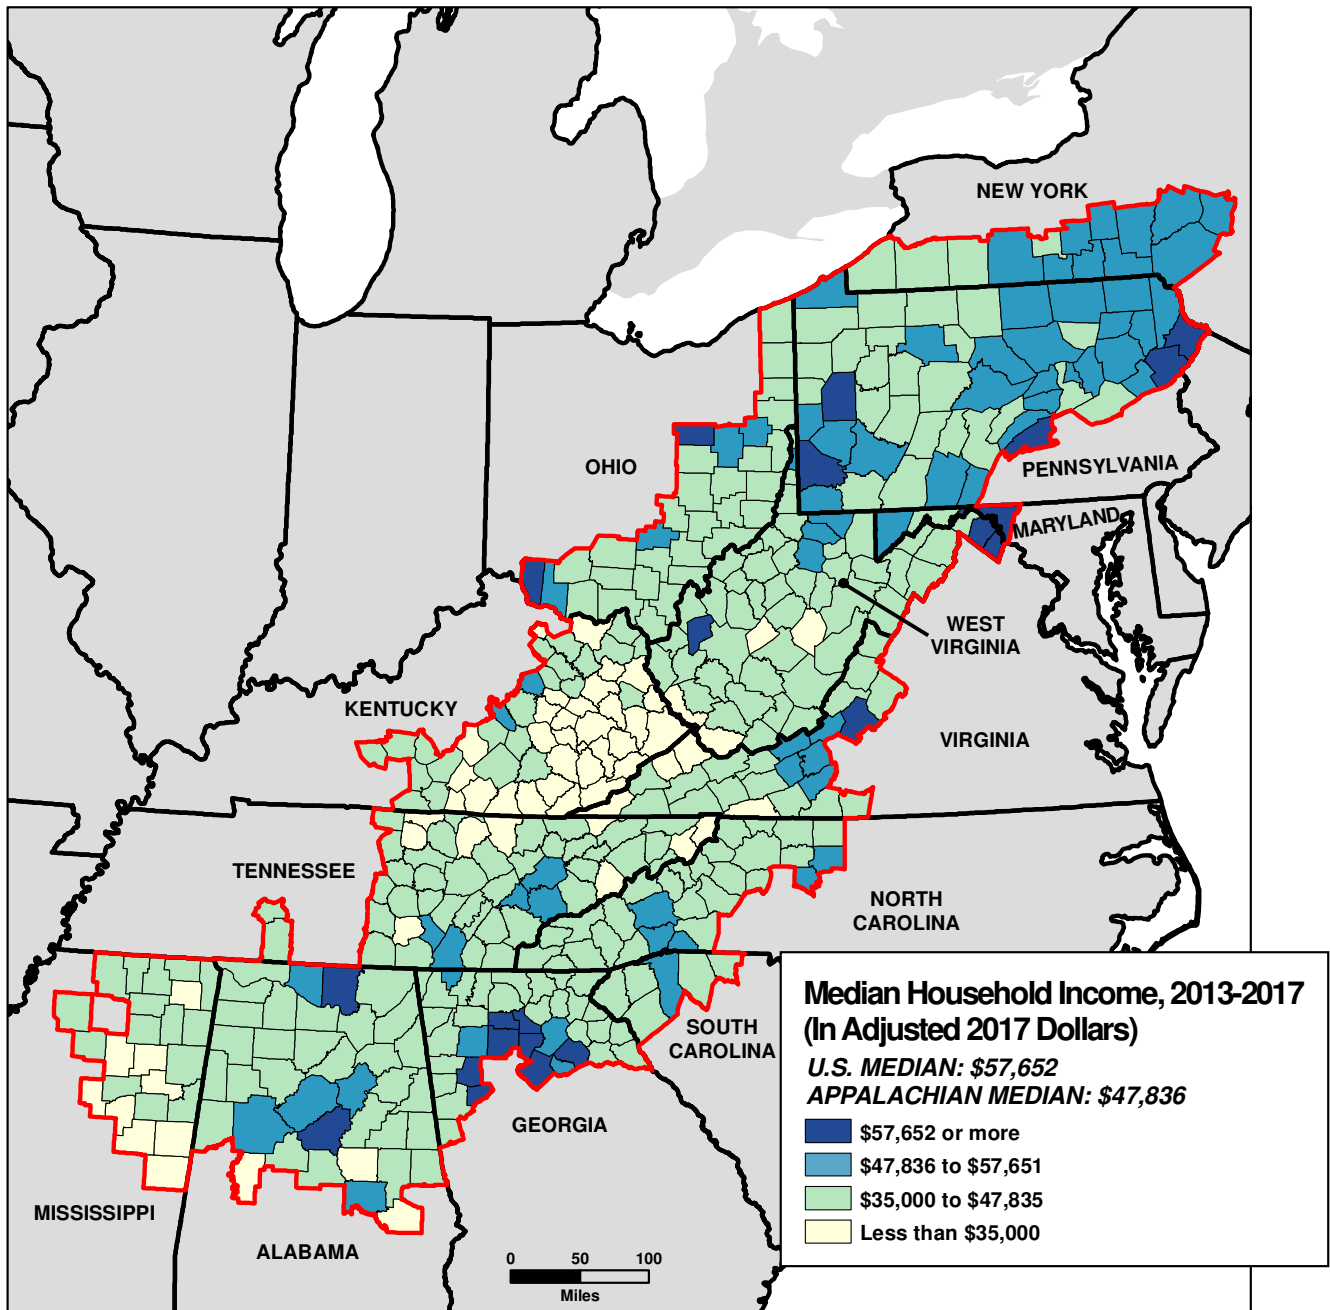 NEW YORK
OHIO
PENNSYLVANIA
MARYLAND
WEST
VIRGINIA
KENTUCKY
VIRGINIA
TENNESSEE
NORTH
CAROLINA
SOUTH
CAROLINA
GEORGIA
MISSISSIPPI
ALABAMA
0 50 100
Miles
Median Household Income, 2013-2017
(In Adjusted 2017 Dollars)
U.S. MEDIAN: $57,652
APPALACHIAN MEDIAN: $47,836
$57,652 or more
$47,836 to $57,651
$35,000 to $47,835
Less than $35,000